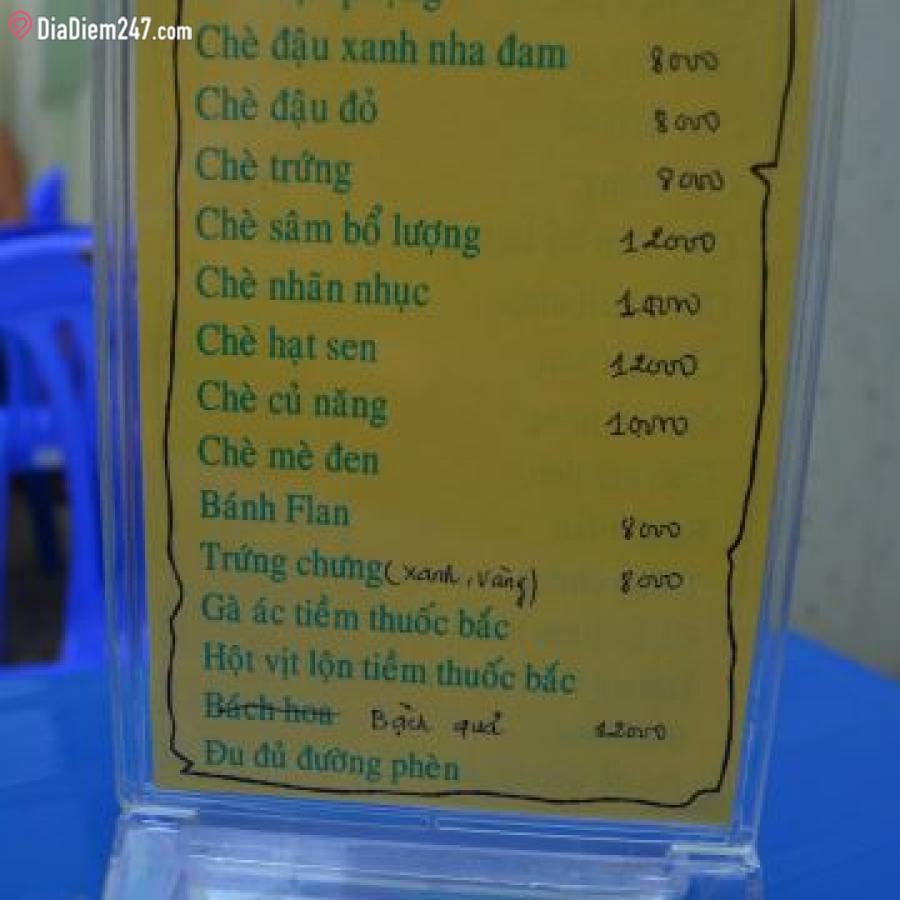 DiaDiem247.com
Chè đậu xanh nha đam 8000
Chè đậu đỏ 8000
Chè trứng 8000
Chè sâm bổ lượng 12000
Chè nhãn nhục 10000
Chè hạt sen 12000
Chè củ năng 10000
Chè mè đen
Bánh Flan 8000
Trứng chưng (xanh, vàng) 8000
Gà ác tiềm thuốc bắc
Hột vịt lộn tiềm thuốc bắc
Bách hoa Bạch quả 12000
Đu đủ đường phèn